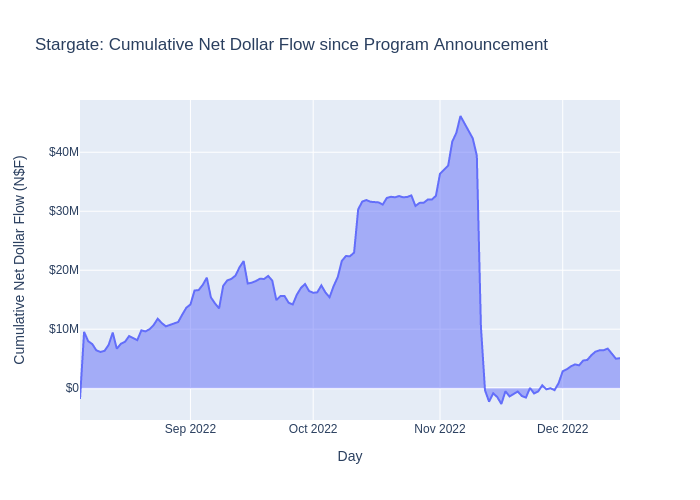 Stargate: Cumulative Net Dollar Flow since Program Announcement
Cumulative Net Dollar Flow (N$F)
$40M
$30M
$20M
$10M
$0
Sep 2022
Oct 2022
Nov 2022
Dec 2022
Day